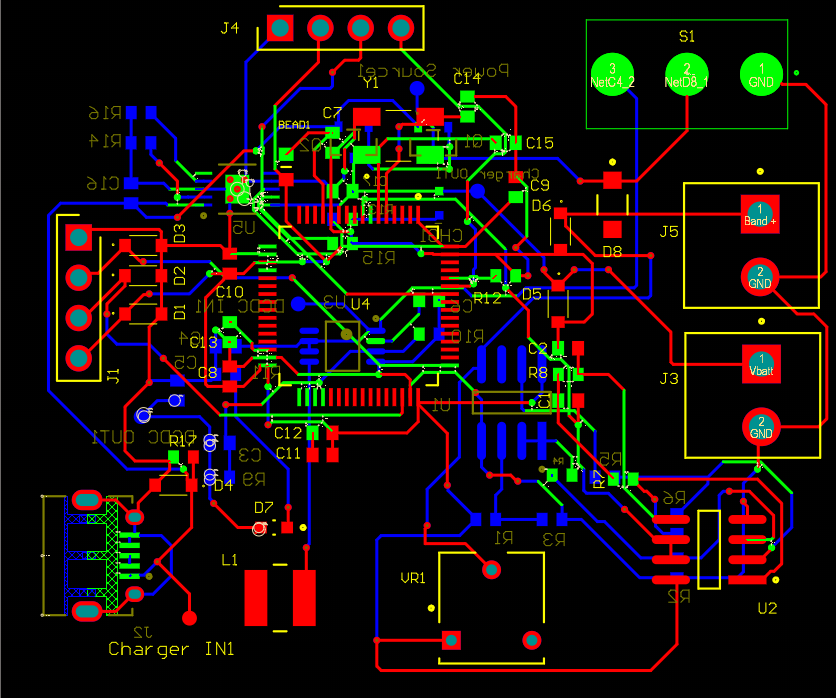 J4
S1
3
NetC4_2
2
NetC6_1
1
GND
Power Source1
Y1
C14
R16
C7
BEAD1
R14
Q2
Q1
C15
Charger OUT1
C16
C9
D6
U5
D3
J5
1
Band +
CHG1
D8
R15
D2
2
GND
C10
R12
D5
DCDC IN1
U3
U4
C6
D1
C4
C13
R10
C2
J3
1
Vbatt
C5
C8
R11
R8
J1
C1
U1
2
GND
DCDC OUT1
C12
R17
C3
C11
R4
R5
R9
R7
D4
R6
D7
R1
R3
L1
VR1
R2
U2
J2
Charger IN1